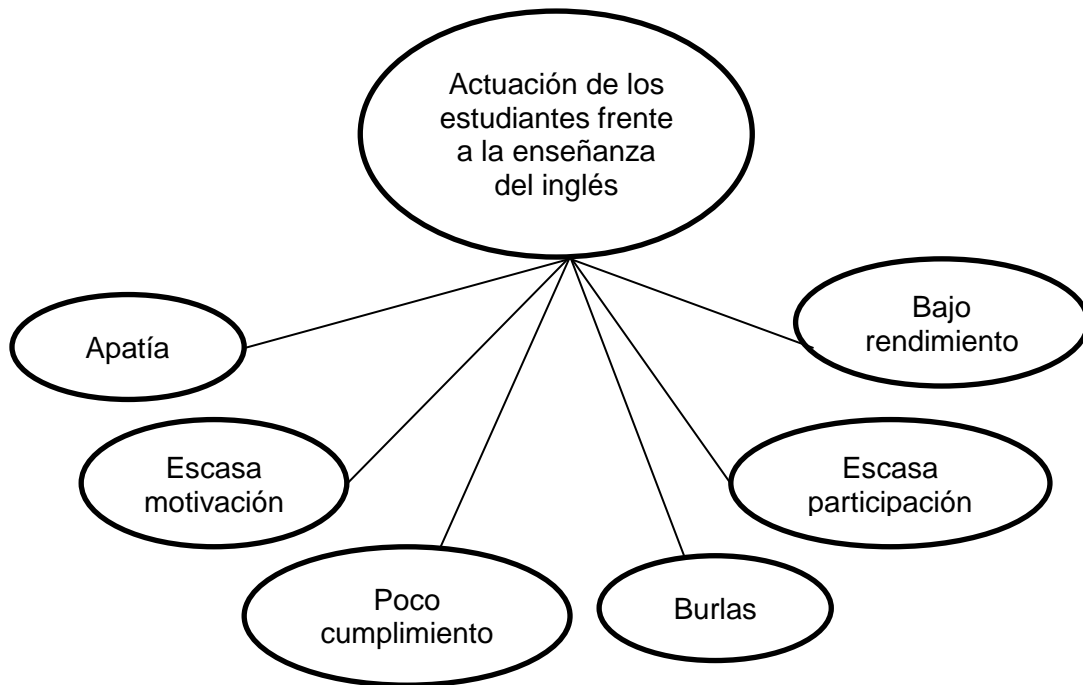 Actuación de los
estudiantes frente
a la enseñanza
del inglés
Apatía
Bajo
rendimiento
Escasa
motivación
Escasa
participación
Poco
cumplimiento
Burlas